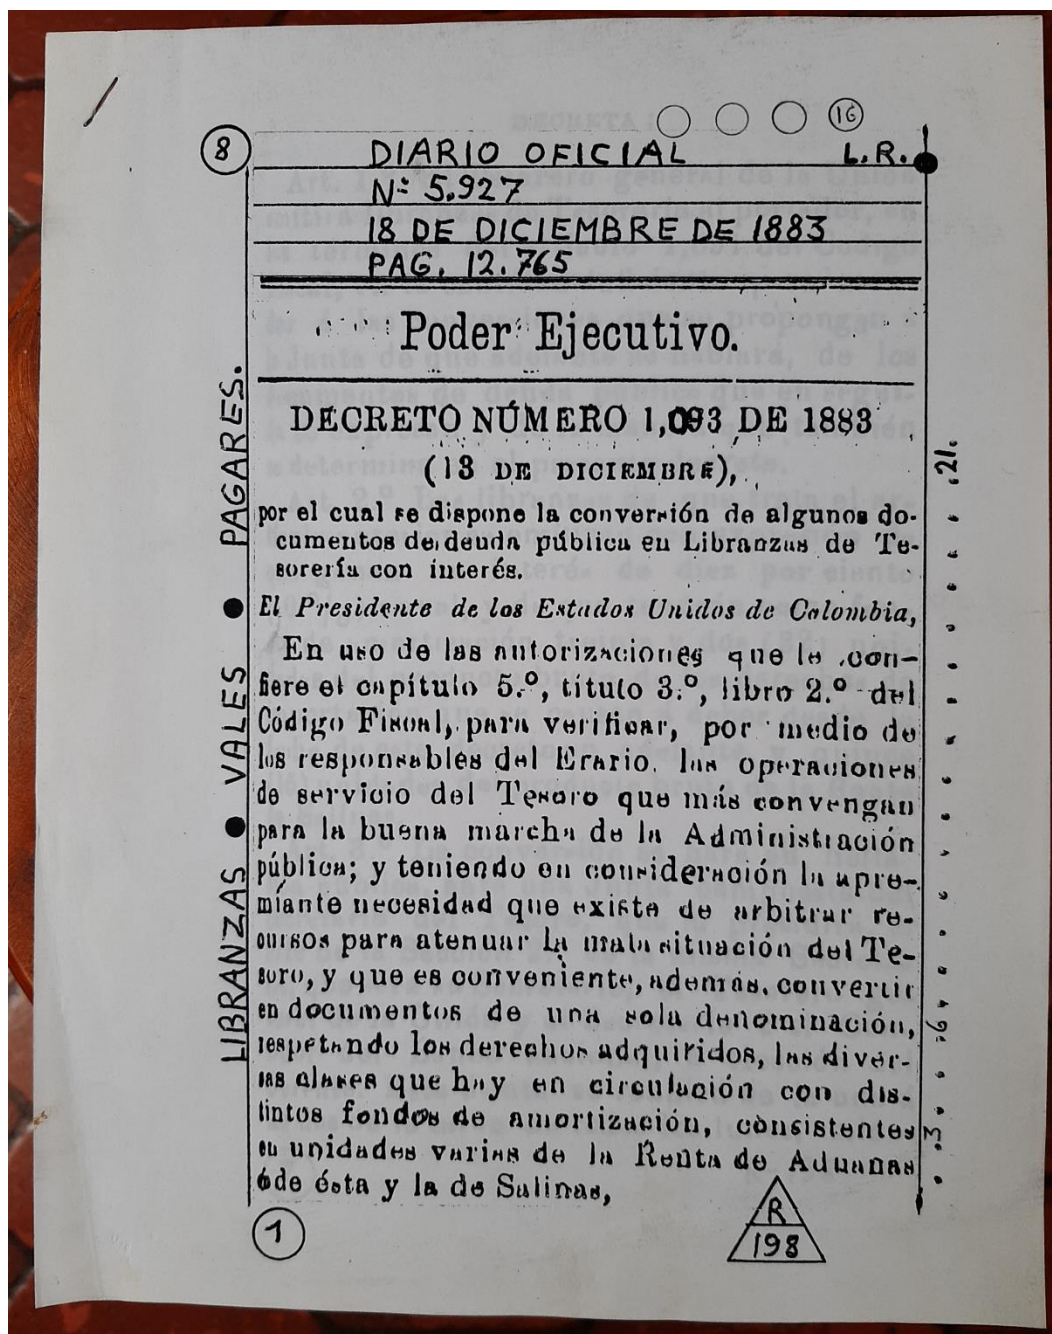 16
8
DIARIO OFICIAL L.R.
Nº 5.927
18 DE DICIEMBRE DE 1883
PAG. 12.765
Poder Ejecutivo.
DECRETO NÚMERO 1,093 DE 1883
(13 DE DICIEMBRE),
por el cual se dispone la conversión de algunos do-
cumentos de deuda pública en Libranzas de Te-
sorería con interés.
El Presidente de los Estados Unidos de Colombia,
En uso de las autorizaciones que le con-
fiere el capítulo 5.º, título 3.º, libro 2.º del
Código Fiscal, para verificar, por medio de
los responsables del Erario, las operaciones
de servicio del Tesoro que más convengan
para la buena marcha de la Administración
pública; y teniendo en consideración la apre-
miante necesidad que existe de arbitrar re-
cursos para atenuar la mala situación del Te-
soro, y que es conveniente, además, convertir
en documentos de una sola denominación,
respetando los derechos adquiridos, las diver-
sas clases que hay en circulación con dis-
tintos fondos de amortización, consistentes
en unidades varias de la Renta de Aduanas
ó de ésta y la de Salinas,
LIBRANZAS • VALES • PAGARES.
. 3 . . . 16 . . . . . . . . . . . 21.
1
R
198